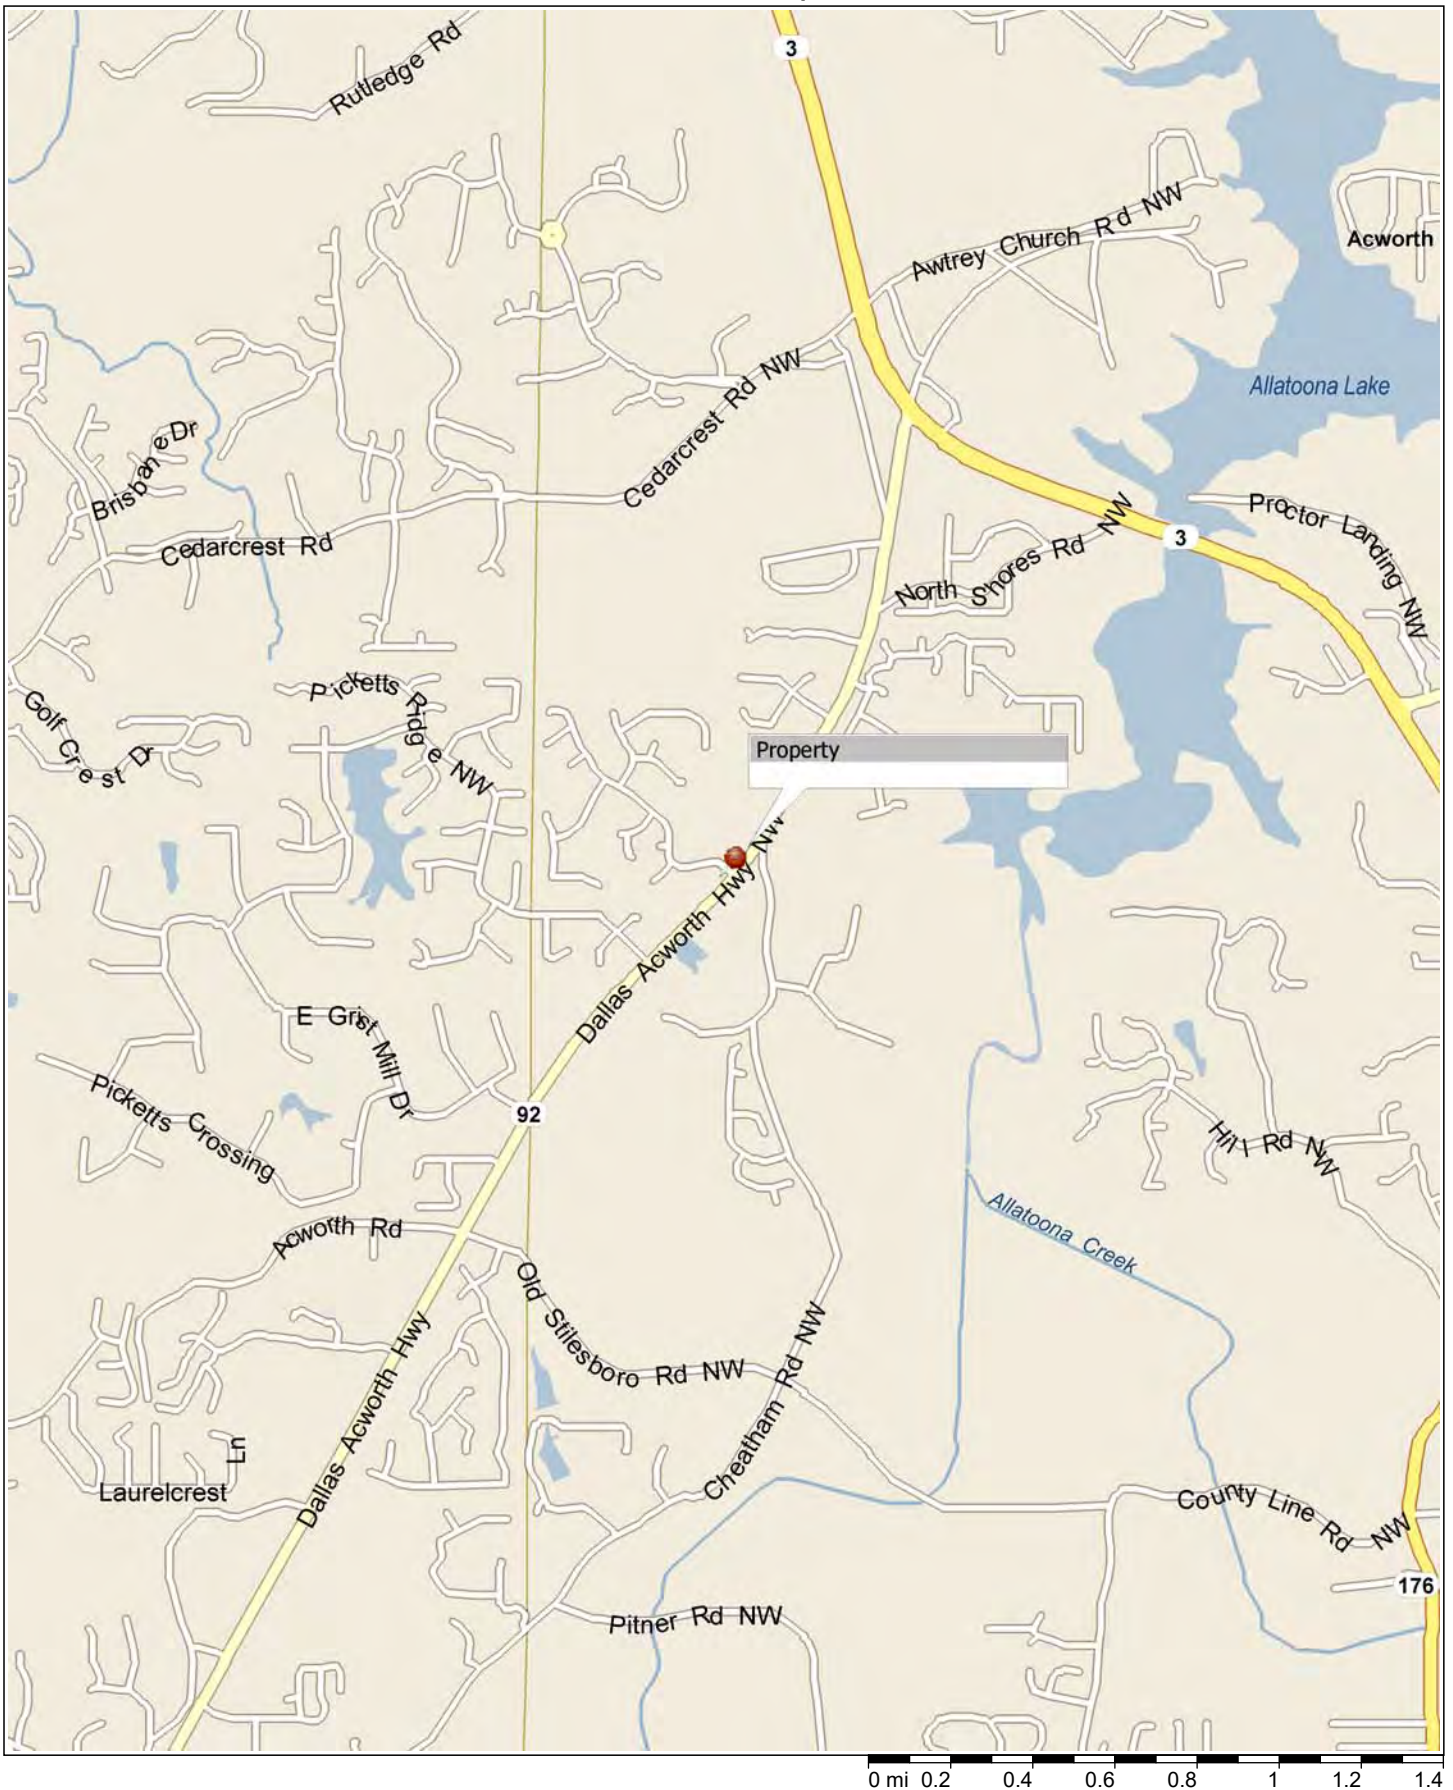 Rutledge Rd
3
Awtrey Church Rd NW
Acworth
Allatoona Lake
Cedarcrest Rd NW
Brisbane Dr
Cedarcrest Rd
Proctor Landing NW
3
North Shores Rd NW
Picketts Ridge NW
Golf Crest Dr
Property
Dallas Acworth Hwy NW
E Grist Mill Dr
Picketts Crossing
92
Hill Rd NW
Allatoona Creek
Acworth Rd
Old Stilesboro Rd NW
Dallas Acworth Hwy
Cheatham Rd NW
Laurelcrest Ln
County Line Rd NW
176
Pitner Rd NW
0 mi 0.2 0.4 0.6 0.8 1 1.2 1.4